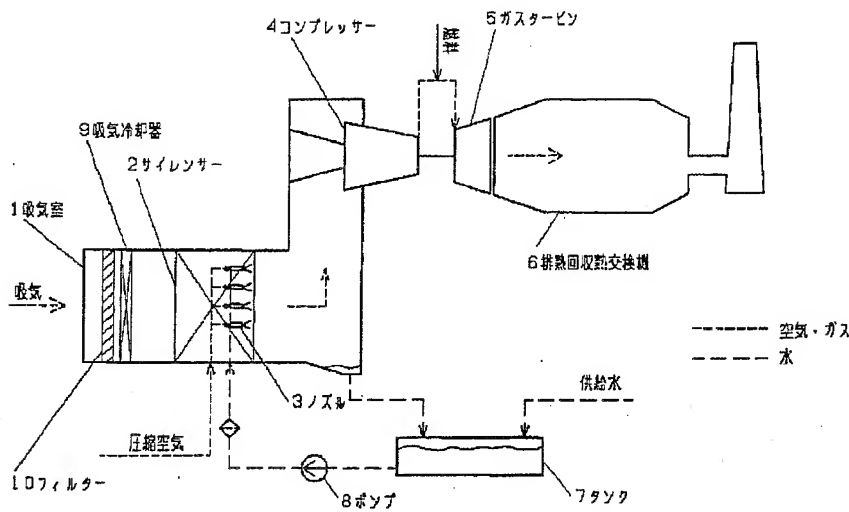 4コンプレッサー
燃料
5ガスタービン
9吸気冷却器
2サイレンサー
1吸気室
吸気
6排熱回収熱交換機
空気・ガス
水
供給水
3ノズル
圧縮空気
10フィルター
8ポンプ
7タンク